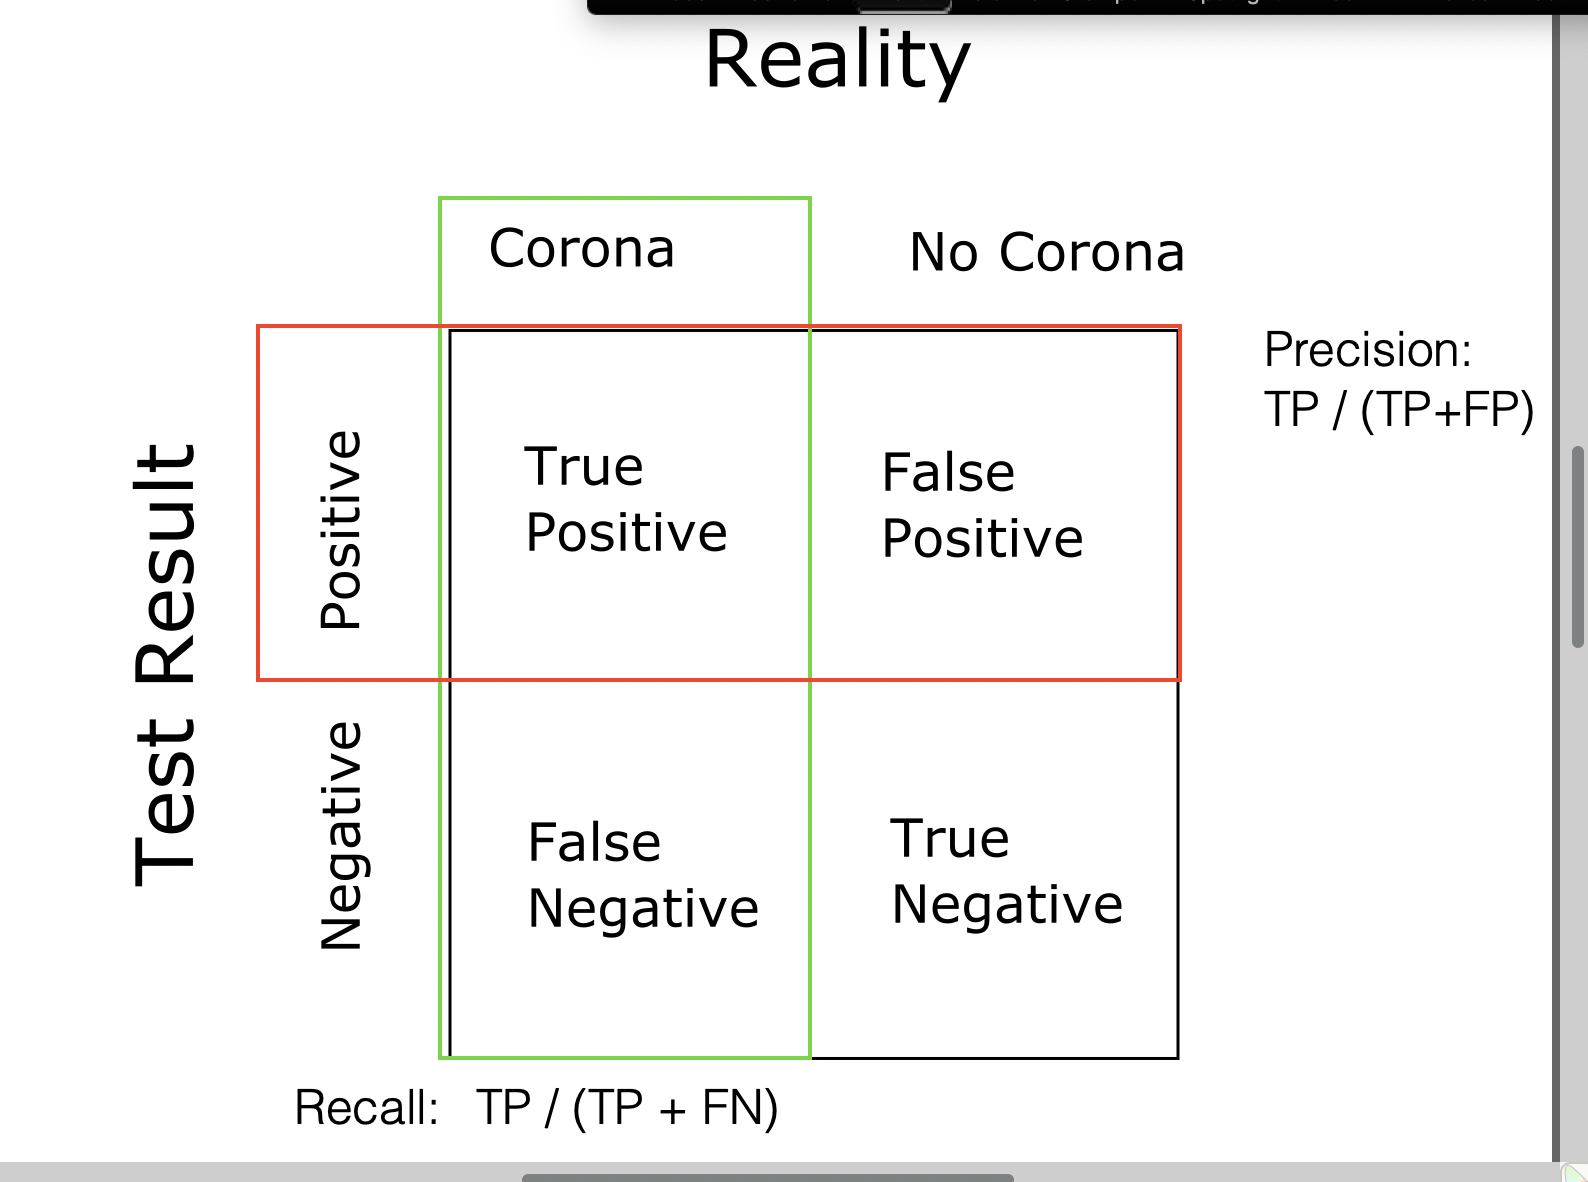 Reality
Corona
No Corona
Precision:
TP / (TP+FP)
Test Result
Positive
True
Positive
False
Positive
Negative
False
Negative
True
Negative
Recall: TP / (TP + FN)